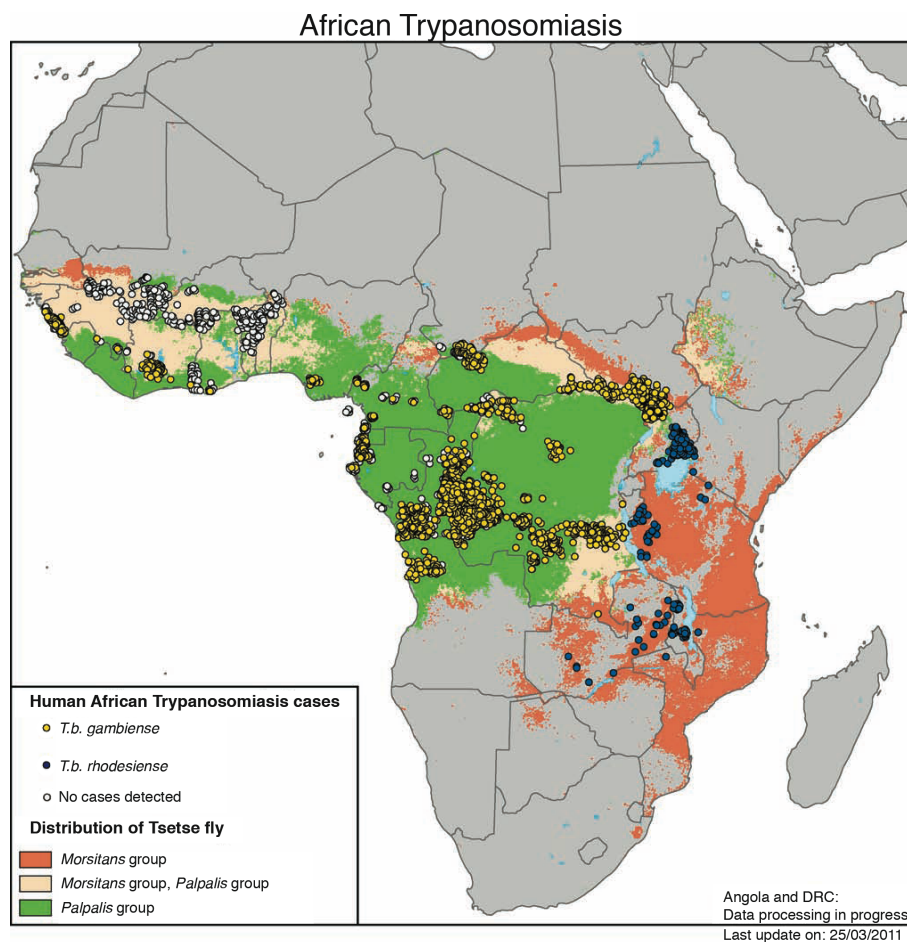 African Trypanosomiasis
Human African Trypanosomiasis cases
T.b. gambiense
T.b. rhodesiense
No cases detected
Distribution of Tsetse fly
Morsitans group
Morsitans group, Palpalis group
Palpalis group
Angola and DRC:
Data processing in progress
Last update on: 25/03/2011